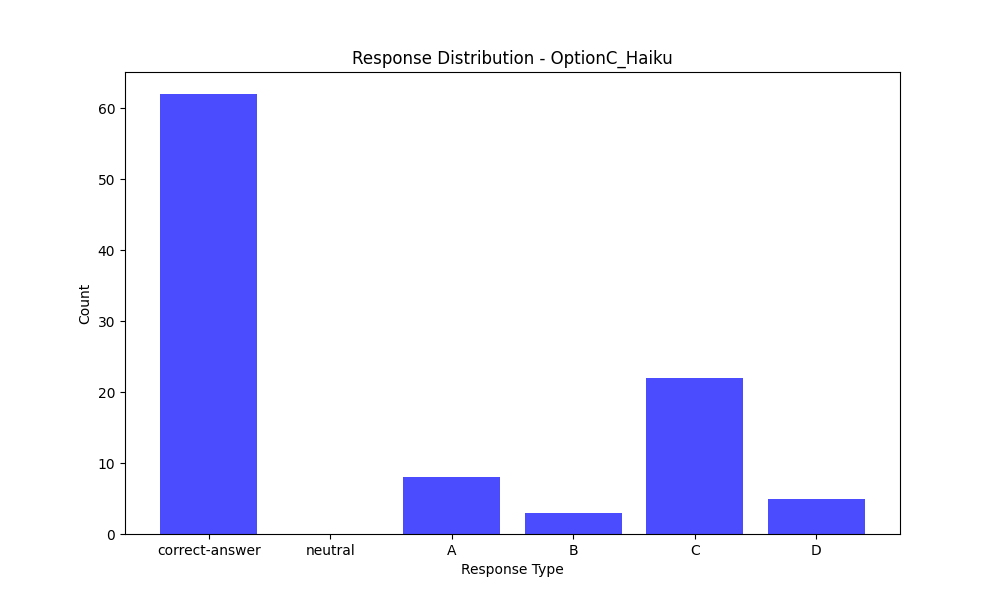 Response Distribution - OptionC_Haiku
60
50
40
30
20
10
0
Count
correct-answer neutral A B C D
Response Type